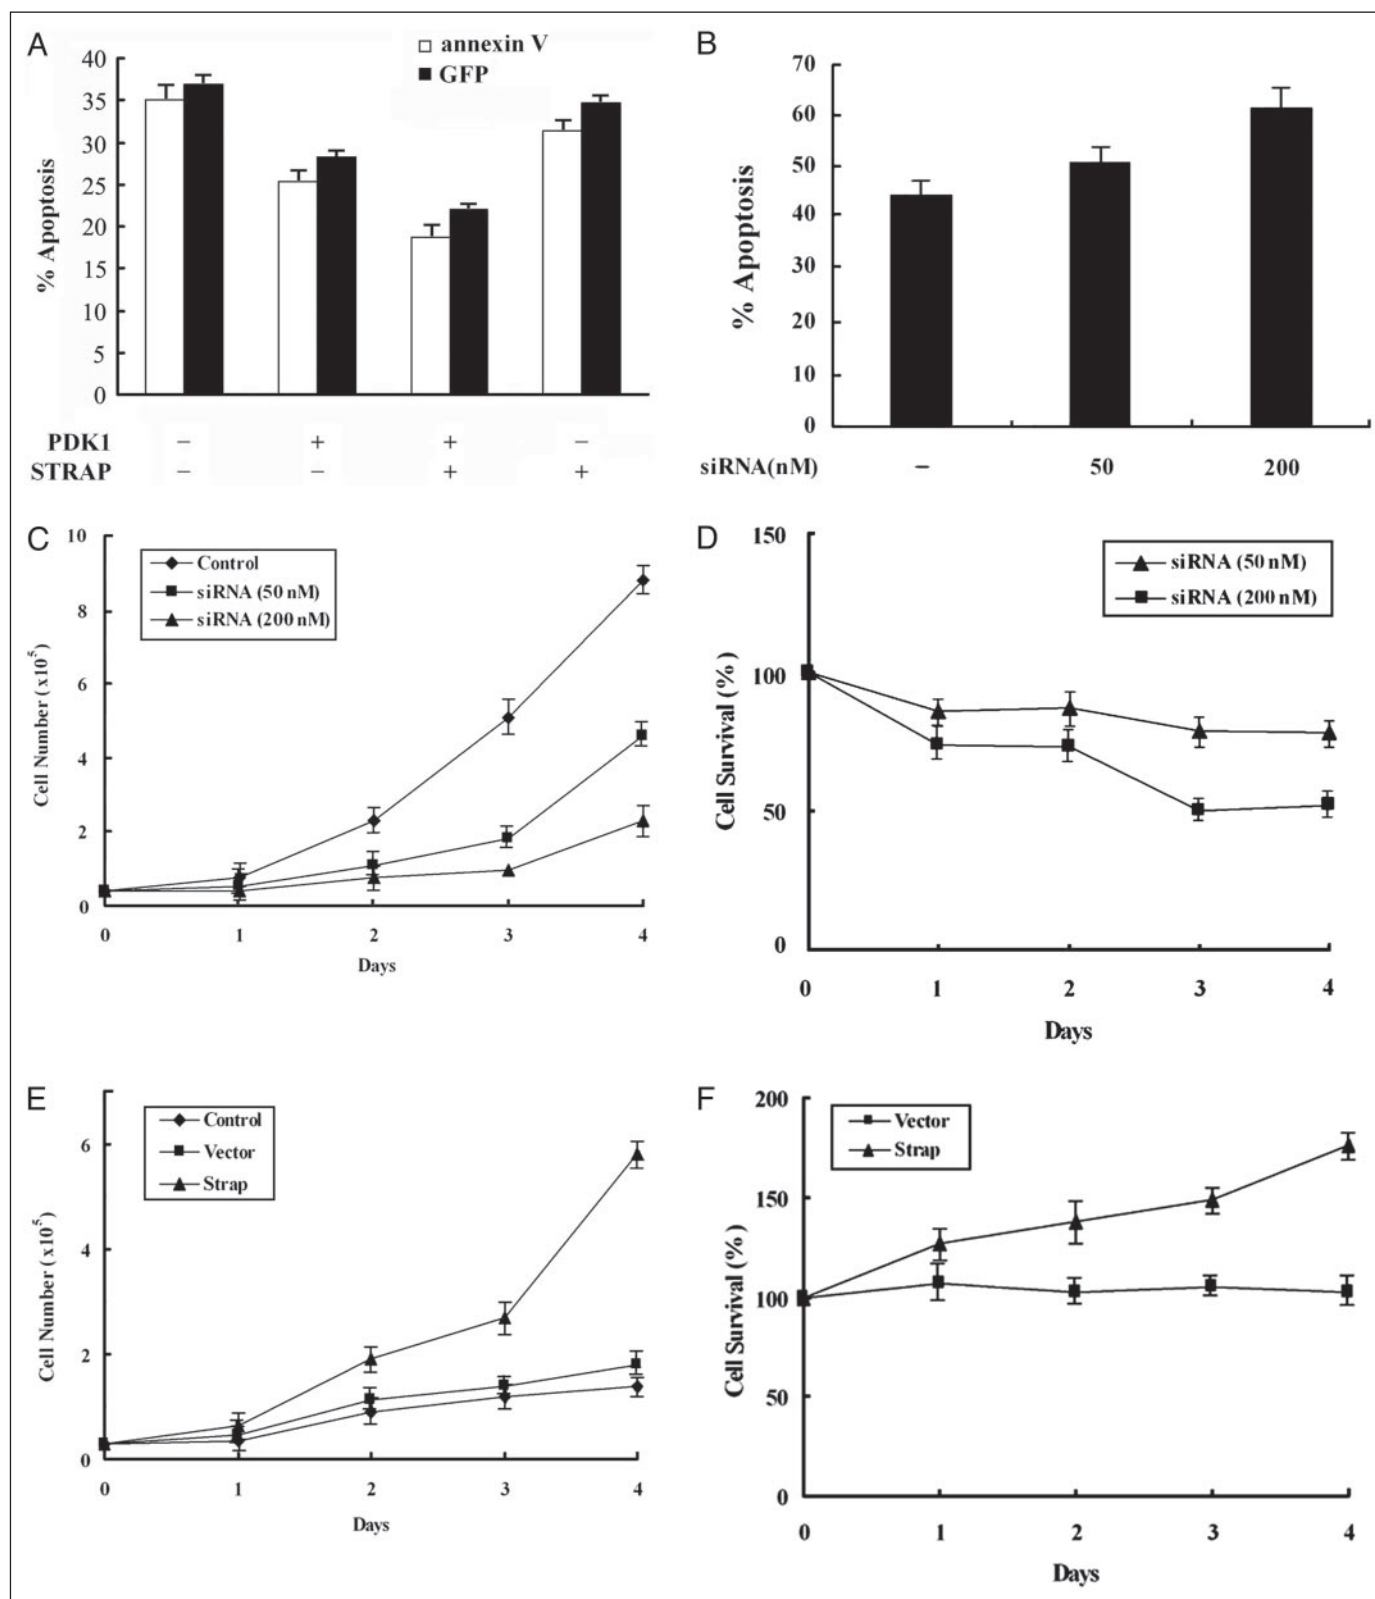 A
annexin V
GFP
40
35
30
25
20
15
10
5
0
% Apoptosis
PDK1 − + + −
STRAP − − + +
B
70
60
50
40
30
20
10
0
% Apoptosis
siRNA(nM) − 50 200
C
Control
siRNA (50 nM)
siRNA (200 nM)
10
8
6
4
2
0
Cell Number (x10⁵)
0 1 2 3 4
Days
D
siRNA (50 nM)
siRNA (200 nM)
150
100
50
0
Cell Survival (%)
0 1 2 3 4
Days
E
Control
Vector
Strap
6
4
2
0
Cell Number (x10⁵)
0 1 2 3 4
Days
F
Vector
Strap
200
150
100
50
0
Cell Survival (%)
0 1 2 3 4
Days